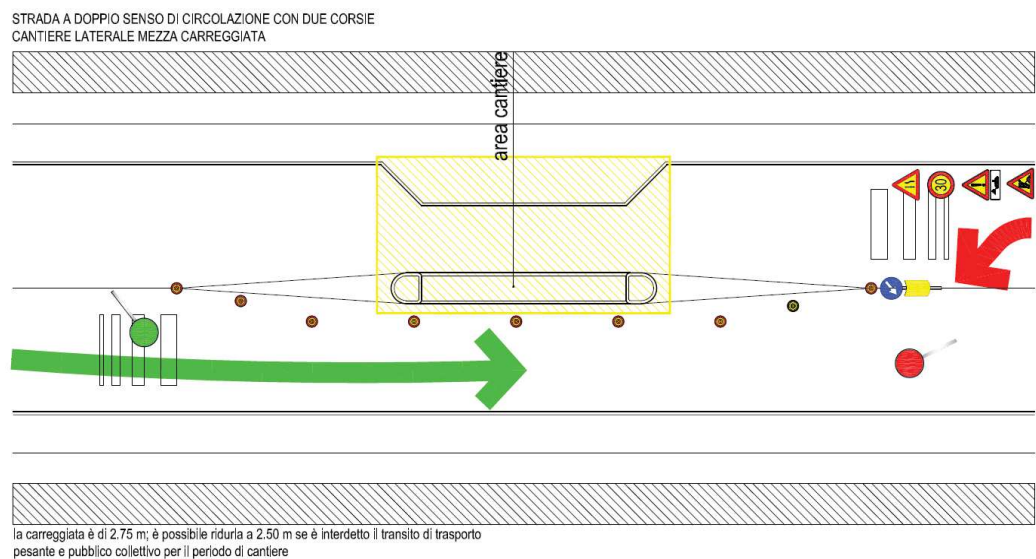 STRADA A DOPPIO SENSO DI CIRCOLAZIONE CON DUE CORSIE
CANTIERE LATERALE MEZZA CARREGGIATA
area cantiere
30
la carreggiata è di 2.75 m; è possibile ridurla a 2.50 m se è interdetto il transito di trasporto
pesante e pubblico collettivo per il periodo di cantiere